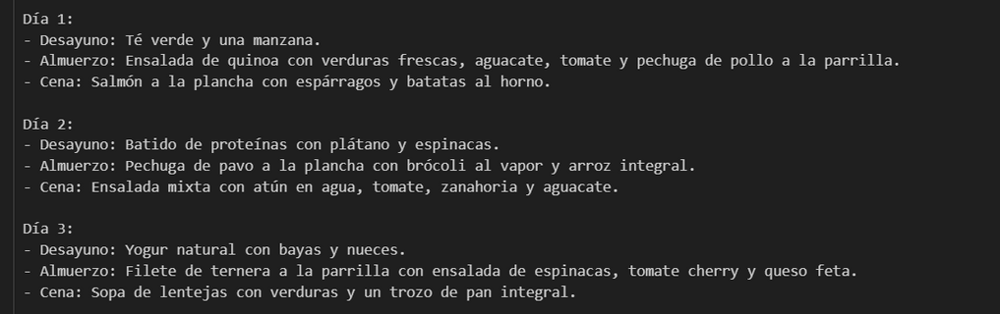 Día 1:
- Desayuno: Té verde y una manzana.
- Almuerzo: Ensalada de quinoa con verduras frescas, aguacate, tomate y pechuga de pollo a la parrilla.
- Cena: Salmón a la plancha con espárragos y batatas al horno.

Día 2:
- Desayuno: Batido de proteínas con plátano y espinacas.
- Almuerzo: Pechuga de pavo a la plancha con brócoli al vapor y arroz integral.
- Cena: Ensalada mixta con atún en agua, tomate, zanahoria y aguacate.

Día 3:
- Desayuno: Yogur natural con bayas y nueces.
- Almuerzo: Filete de ternera a la parrilla con ensalada de espinacas, tomate cherry y queso feta.
- Cena: Sopa de lentejas con verduras y un trozo de pan integral.